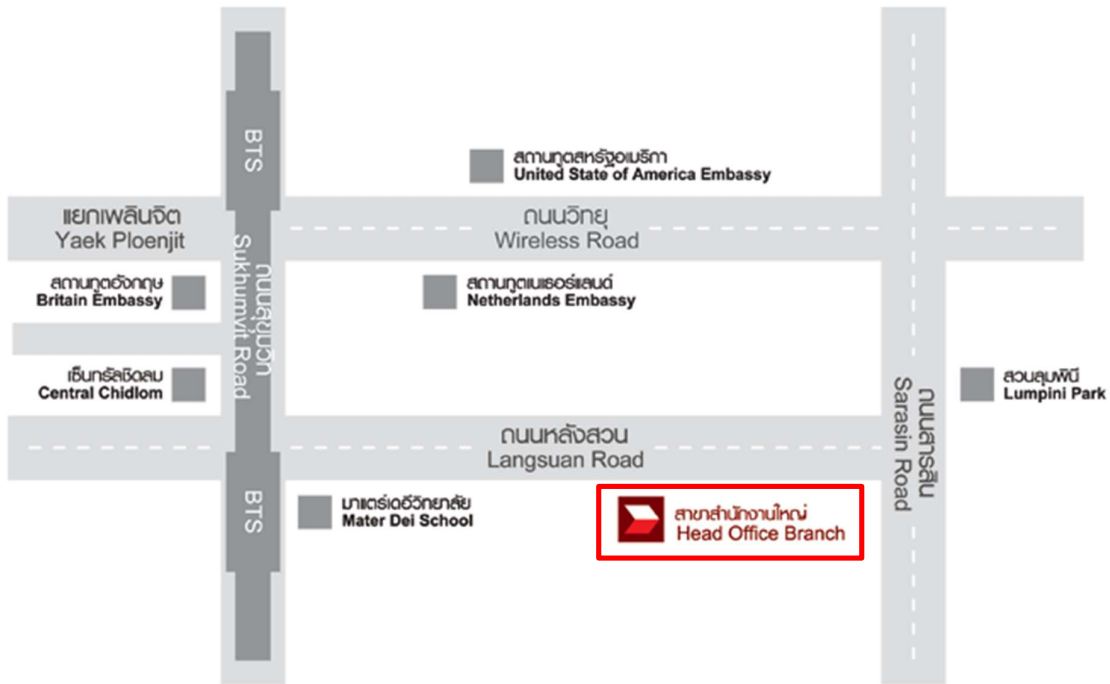 BTS
สถานทูตสหรัฐอเมริกา
United State of America Embassy
แยกเพลินจิต
Yaek Ploenjit
ถนนวิทยุ
Wireless Road
ถนนสุขุมวิท
Sukhumvit Road
สถานทูตอังกฤษ
Britain Embassy
สถานทูตเนเธอร์แลนด์
Netherlands Embassy
เซ็นทรัลชิดลม
Central Chidlom
สวนลุมพินี
Lumpini Park
ถนนสารสิน
Sarasin Road
ถนนหลังสวน
Langsuan Road
BTS
มาแตร์เดอีวิทยาลัย
Mater Dei School
สาขาสำนักงานใหญ่
Head Office Branch